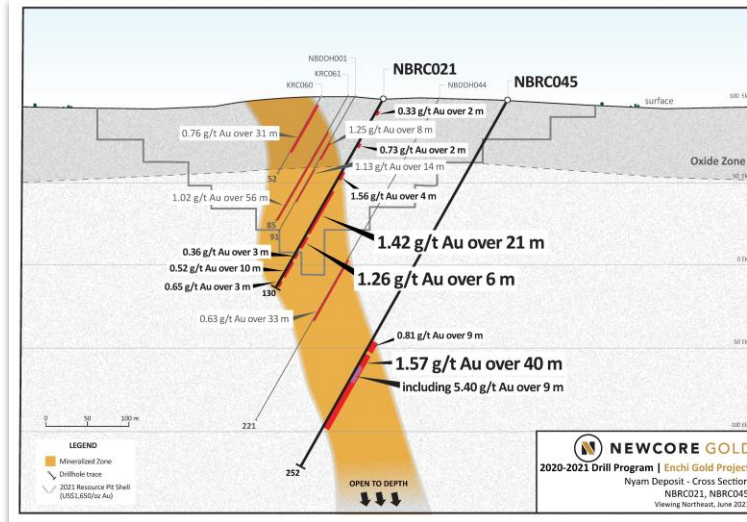 NBDDH001
KRC061
KRC060
NBRC021
NBRC045
NBDDH044
surface
Oxide Zone
0.33 g/t Au over 2 m
0.76 g/t Au over 31 m
1.25 g/t Au over 8 m
0.73 g/t Au over 2 m
1.13 g/t Au over 14 m
52
1.02 g/t Au over 56 m
1.56 g/t Au over 4 m
85
91
1.42 g/t Au over 21 m
0.36 g/t Au over 3 m
0.52 g/t Au over 10 m
1.26 g/t Au over 6 m
0.65 g/t Au over 3 m
130
0.63 g/t Au over 33 m
0.81 g/t Au over 9 m
1.57 g/t Au over 40 m
including 5.40 g/t Au over 9 m
221
252
0 50 100 m
LEGEND
Mineralized Zone
Drillhole trace
2021 Resource Pit Shell
(US$1,650/oz Au)
OPEN TO DEPTH
N NEWCORE GOLD
2020-2021 Drill Program | Enchi Gold Project
Nyam Deposit - Cross Section
NBRC021, NBRC045
Viewing Northeast, June 2021